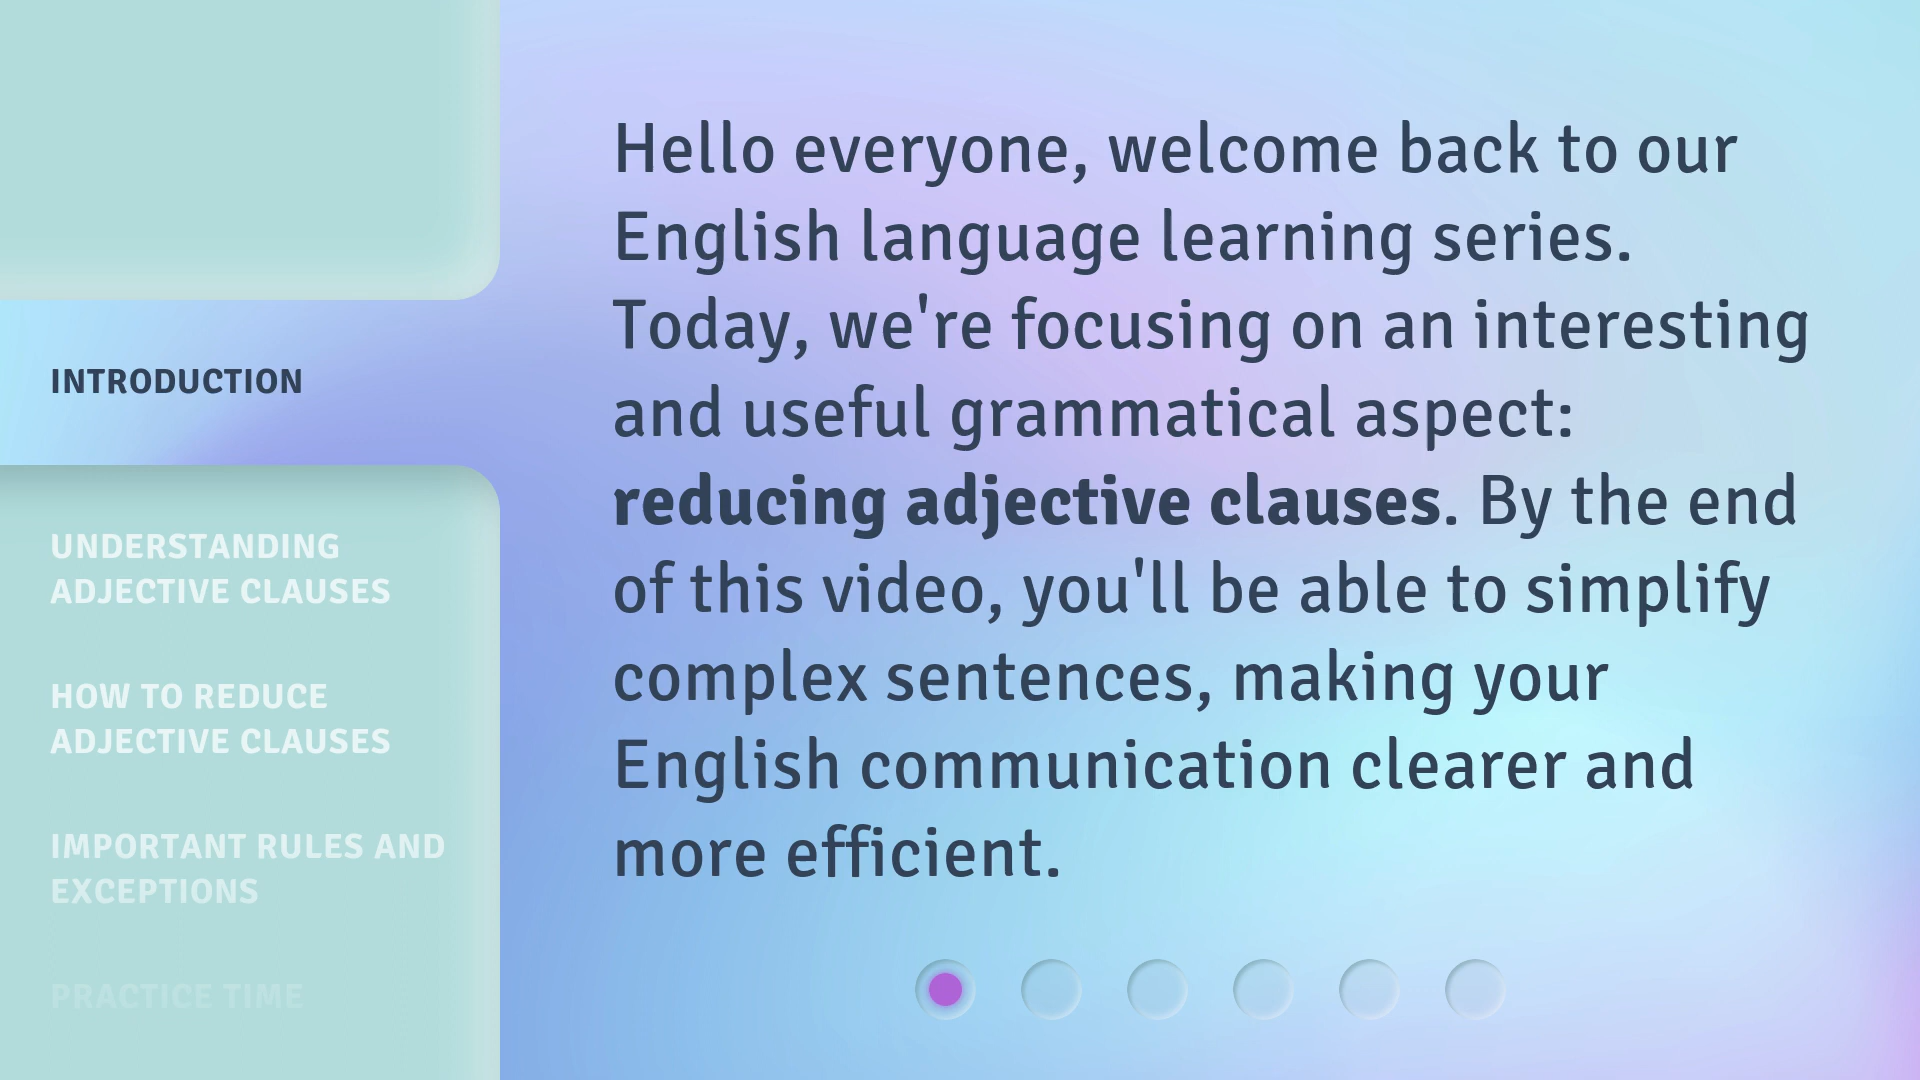 INTRODUCTION
UNDERSTANDING
ADJECTIVE CLAUSES
HOW TO REDUCE
ADJECTIVE CLAUSES
IMPORTANT RULES AND
EXCEPTIONS
PRACTICE TIME
Hello everyone, welcome back to our
English language learning series.
Today, we're focusing on an interesting
and useful grammatical aspect:
reducing adjective clauses. By the end
of this video, you'll be able to simplify
complex sentences, making your
English communication clearer and
more efficient.